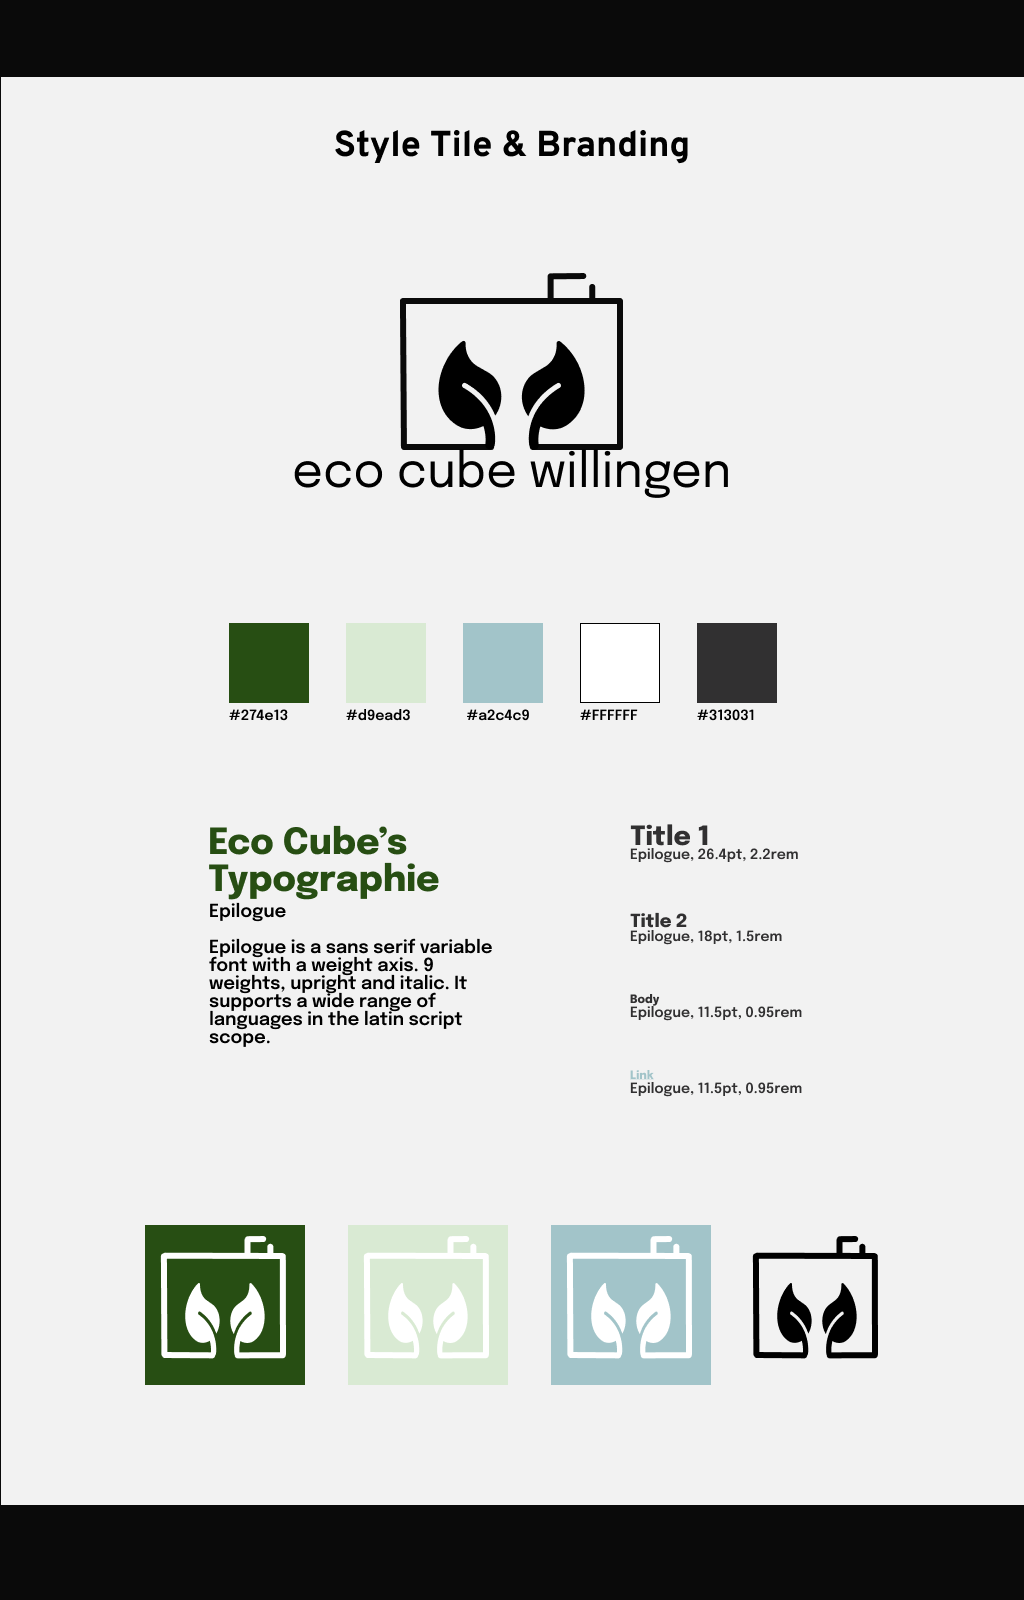 Style Tile & Branding
eco cube willingen
#274e13
#d9ead3
#a2c4c9
#FFFFFF
#313031
Eco Cube’s
Typographie
Epilogue
Epilogue is a sans serif variable
font with a weight axis. 9
weights, upright and italic. It
supports a wide range of
languages in the latin script
scope.
Title 1
Epilogue, 26.4pt, 2.2rem
Title 2
Epilogue, 18pt, 1.5rem
Body
Epilogue, 11.5pt, 0.95rem
Link
Epilogue, 11.5pt, 0.95rem